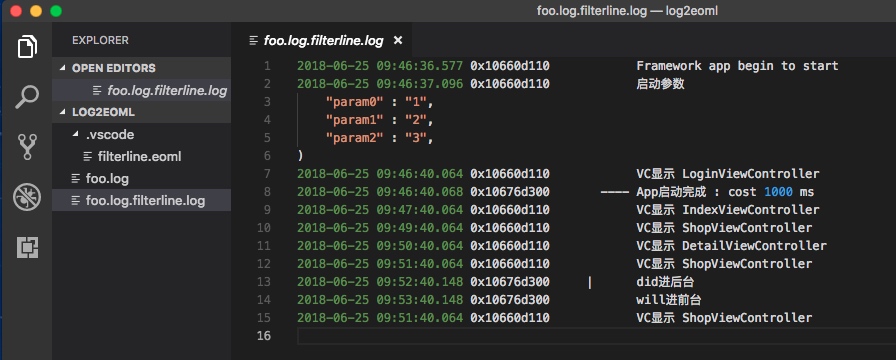 foo.log.filterline.log — log2eoml
EXPLORER
OPEN EDITORS
foo.log.filterline.log
LOG2EOML
.vscode
filterline.eoml
foo.log
foo.log.filterline.log
foo.log.filterline.log ×
1 2018-06-25 09:46:36.577 0x10660d110 Framework app begin to start
2 2018-06-25 09:46:37.096 0x10660d110 启动参数
3 "param0" : "1",
4 "param1" : "2",
5 "param2" : "3",
6 )
7 2018-06-25 09:46:40.064 0x10660d110 VC显示 LoginViewController
8 2018-06-25 09:46:40.068 0x10676d300 ———— App启动完成 : cost 1000 ms
9 2018-06-25 09:47:40.064 0x10660d110 VC显示 IndexViewController
10 2018-06-25 09:49:40.064 0x10660d110 VC显示 ShopViewController
11 2018-06-25 09:50:40.064 0x10660d110 VC显示 DetailViewController
12 2018-06-25 09:51:40.064 0x10660d110 VC显示 ShopViewController
13 2018-06-25 09:52:40.148 0x10676d300 | did进后台
14 2018-06-25 09:53:40.148 0x10676d300 will进前台
15 2018-06-25 09:51:40.064 0x10660d110 VC显示 ShopViewController
16